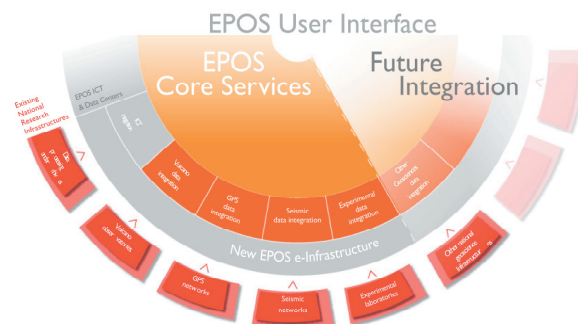 EPOS User Interface
EPOS
Core Services
Future
Integration
EPOS ICT
& Data Centers
Existing
National
Research
Infrastructures
ICT
Volcano
data
integration
GPS
data
integration
Seismic
data integration
Experimental
data
integration
Other
Geoscience
data
integration
New EPOS e-Infrastructure
Volcano
GPS
networks
Seismic
networks
Experimental
laboratories
Other national
geoscience